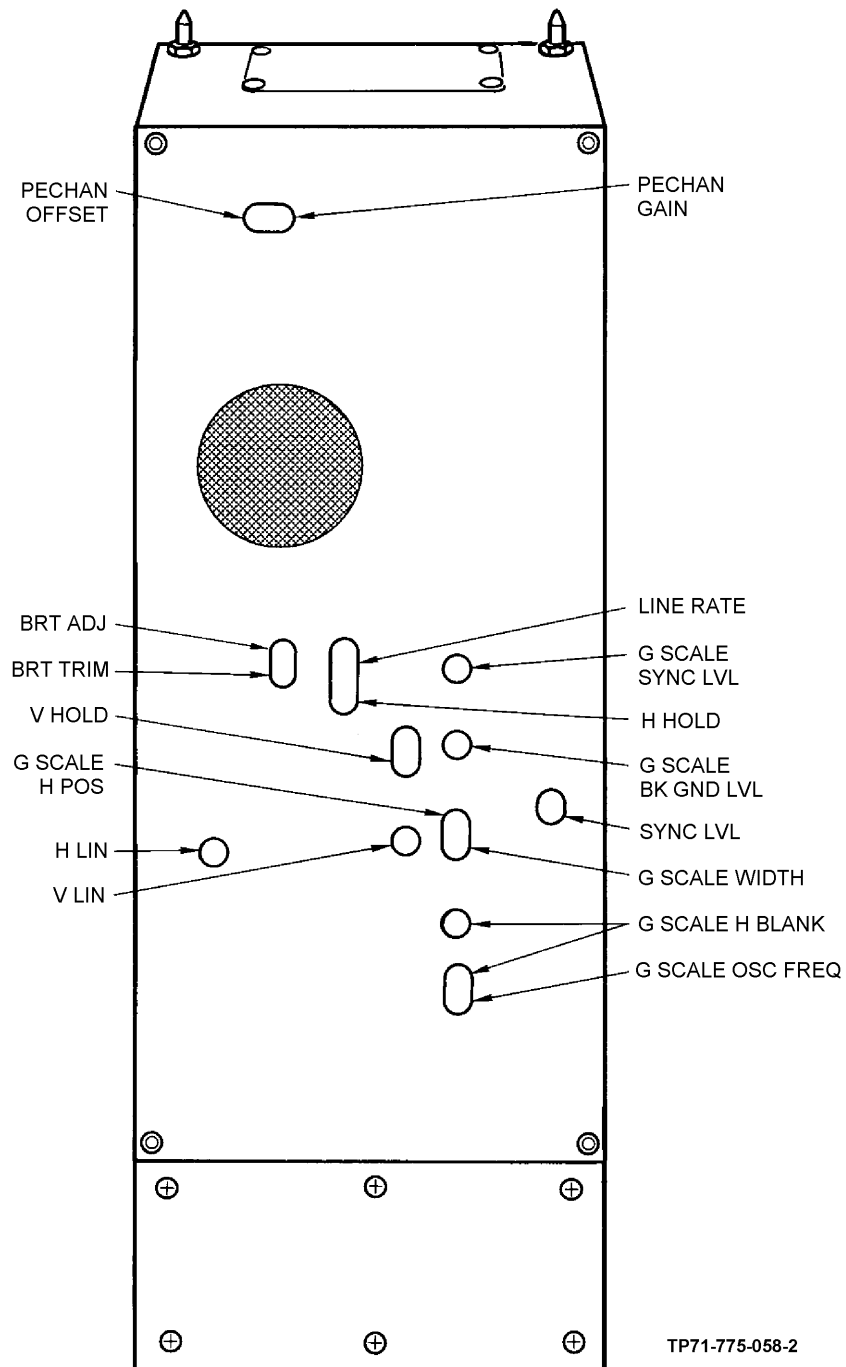 PECHAN
OFFSET
PECHAN
GAIN
BRT ADJ
BRT TRIM
V HOLD
G SCALE
H POS
H LIN
V LIN
LINE RATE
G SCALE
SYNC LVL
H HOLD
G SCALE
BK GND LVL
SYNC LVL
G SCALE WIDTH
G SCALE H BLANK
G SCALE OSC FREQ
TP71-775-058-2